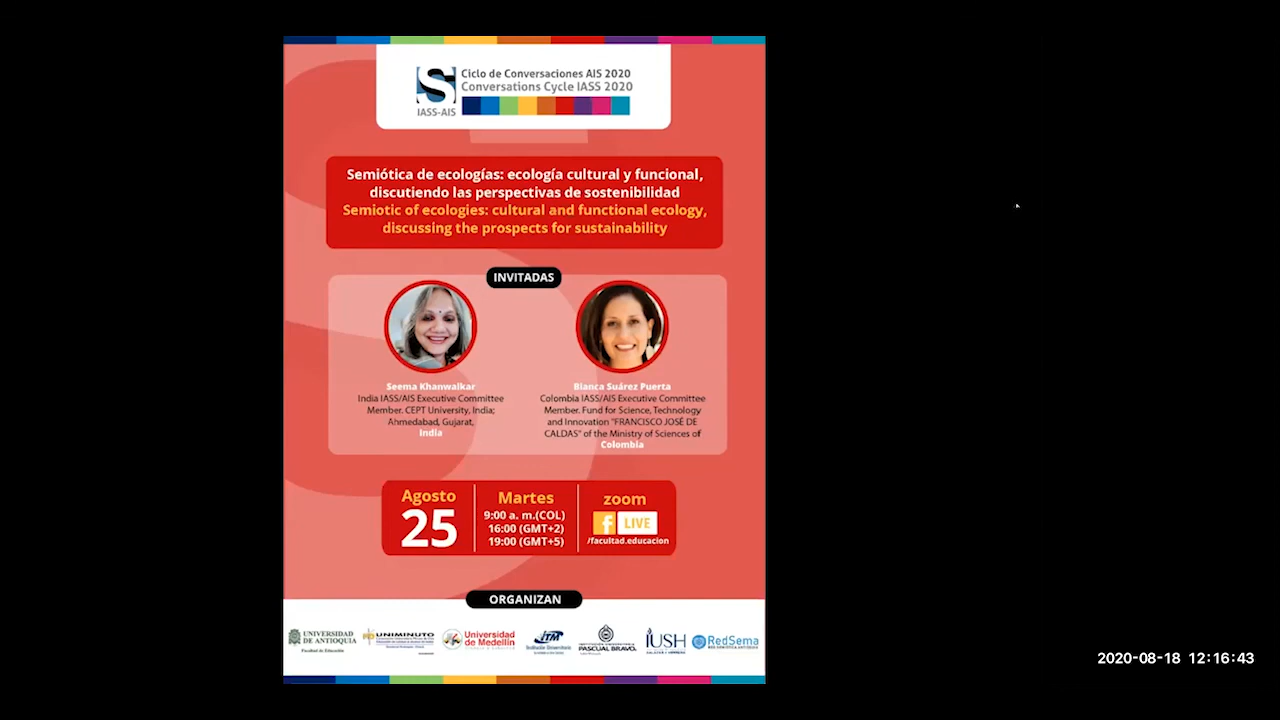 Ciclo de Conversaciones AIS 2020
Conversations Cycle IASS 2020
S
IASS-AIS
Semiótica de ecologías: ecología cultural y funcional,
discutiendo las perspectivas de sostenibilidad
Semiotic of ecologies: cultural and functional ecology,
discussing the prospects for sustainability
INVITADAS
Seema Khanwalkar
India IASS/AIS Executive Committee
Member. CEPT University, India;
Ahmedabad, Gujarat,
India
Blanca Suárez Puerta
Colombia IASS/AIS Executive Committee
Member. Fund for Science, Technology
and Innovation "FRANCISCO JOSÉ DE
CALDAS" of the Ministry of Sciences of
Colombia
Agosto
25
Martes
9:00 a. m.(COL)
16:00 (GMT+2)
19:00 (GMT+5)
zoom
f LIVE
/facultad.educacion
ORGANIZAN
UNIVERSIDAD
DE ANTIOQUIA
Facultad de Educación
UNIMINUTO
Universidad
de Medellín
ITM
Institución Universitaria
PASCUAL BRAVO
IUSH
RedSema
2020-08-18 12:16:43